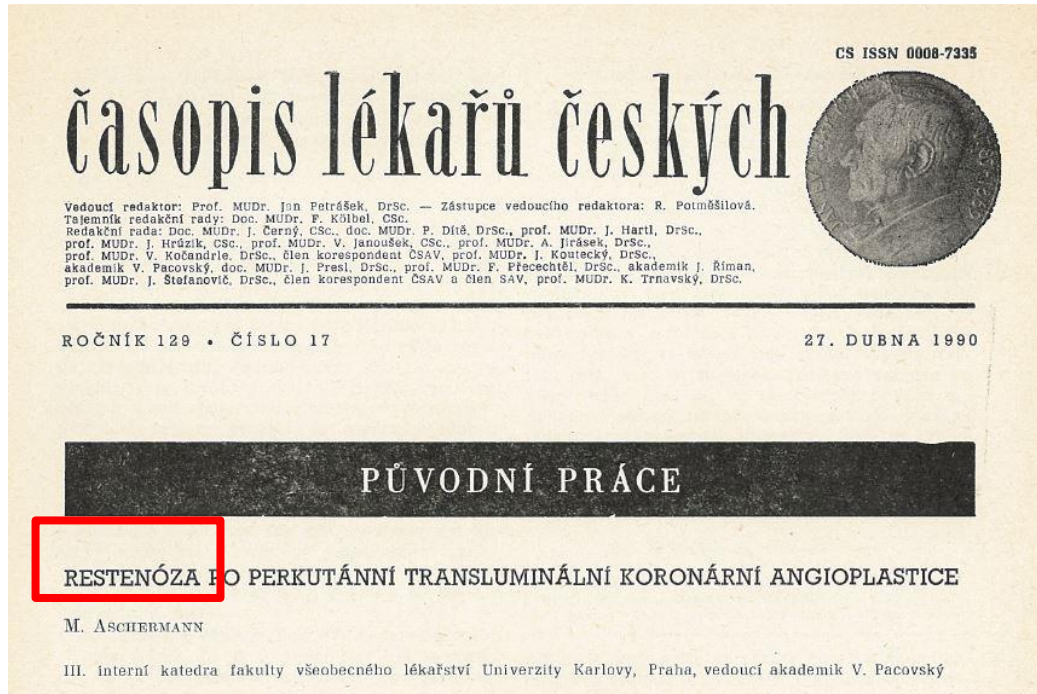 CS ISSN 0008-7335
časopis lékařů českých
Vedoucí redaktor: Prof. MUDr. Jan Petrášek, DrSc. — Zástupce vedoucího redaktora: R. Potměšilová.
Tajemník redakční rady: Doc. MUDr. F. Kölbel, CSc.
Redakční rada: Doc. MUDr. J. Černý, CSc., doc. MUDr. P. Dítě, DrSc., prof. MUDr. J. Hartl, DrSc.,
prof. MUDr. J. Hrúzik, CSc., prof. MUDr. V. Janoušek, CSc., prof. MUDr. A. Jirásek, DrSc.,
prof. MUDr. V. Kočandrle, DrSc., člen korespondent ČSAV, prof. MUDr. J. Koutecký, DrSc.,
akademik V. Pacovský, doc. MUDr. J. Presl, DrSc., prof. MUDr. F. Přecechtěl, DrSc., akademik J. Říman,
prof. MUDr. J. Štefanovič, DrSc., člen korespondent ČSAV a člen SAV, prof. MUDr. K. Trnavský, DrSc.
ROČNÍK 129 • ČÍSLO 17
27. DUBNA 1990
PŮVODNÍ PRÁCE
RESTENÓZA PO PERKUTÁNNÍ TRANSLUMINÁLNÍ KORONÁRNÍ ANGIOPLASTICE
M. ASCHERMANN
III. interní katedra fakulty všeobecného lékařství Univerzity Karlovy, Praha, vedoucí akademik V. Pacovský